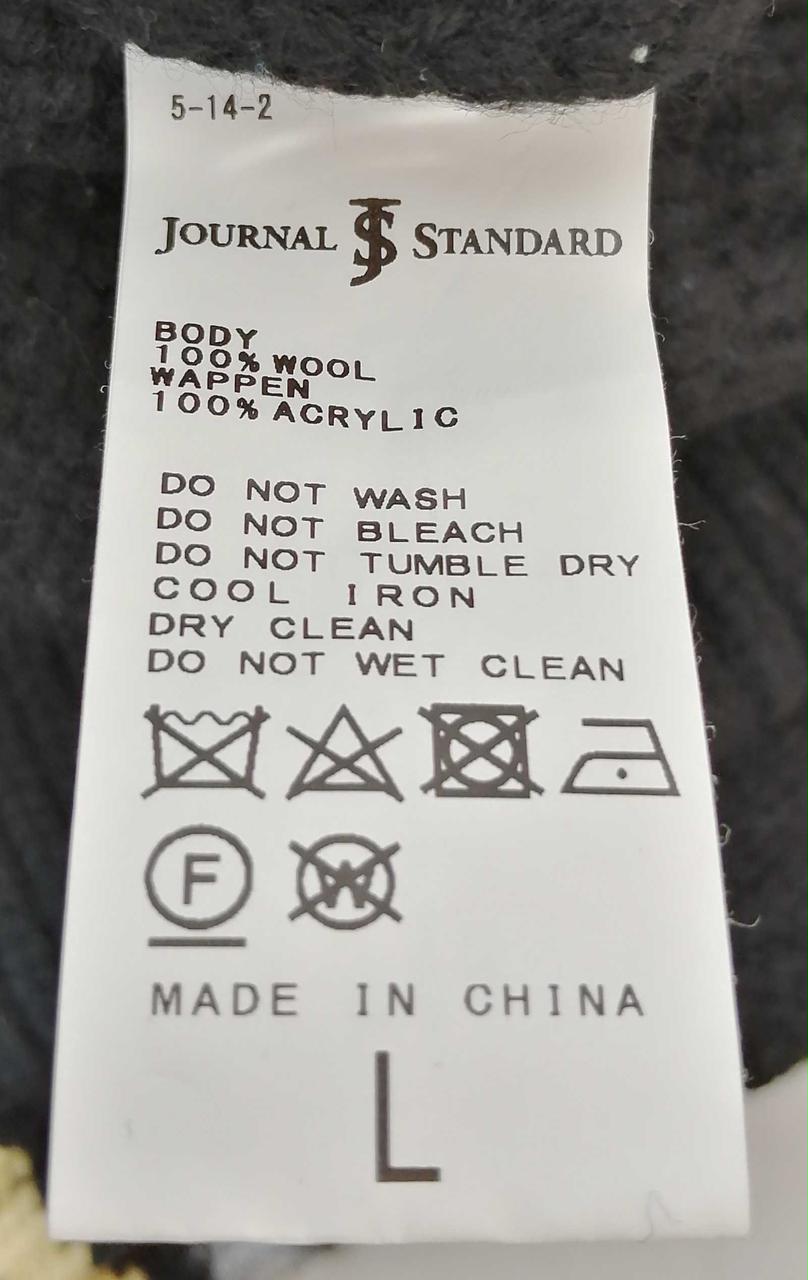 5-14-2
JOURNAL JS STANDARD
BODY
100% WOOL
WAPPEN
100% ACRYLIC
DO NOT WASH
DO NOT BLEACH
DO NOT TUMBLE DRY
COOL IRON
DRY CLEAN
DO NOT WET CLEAN
F W
MADE IN CHINA
L